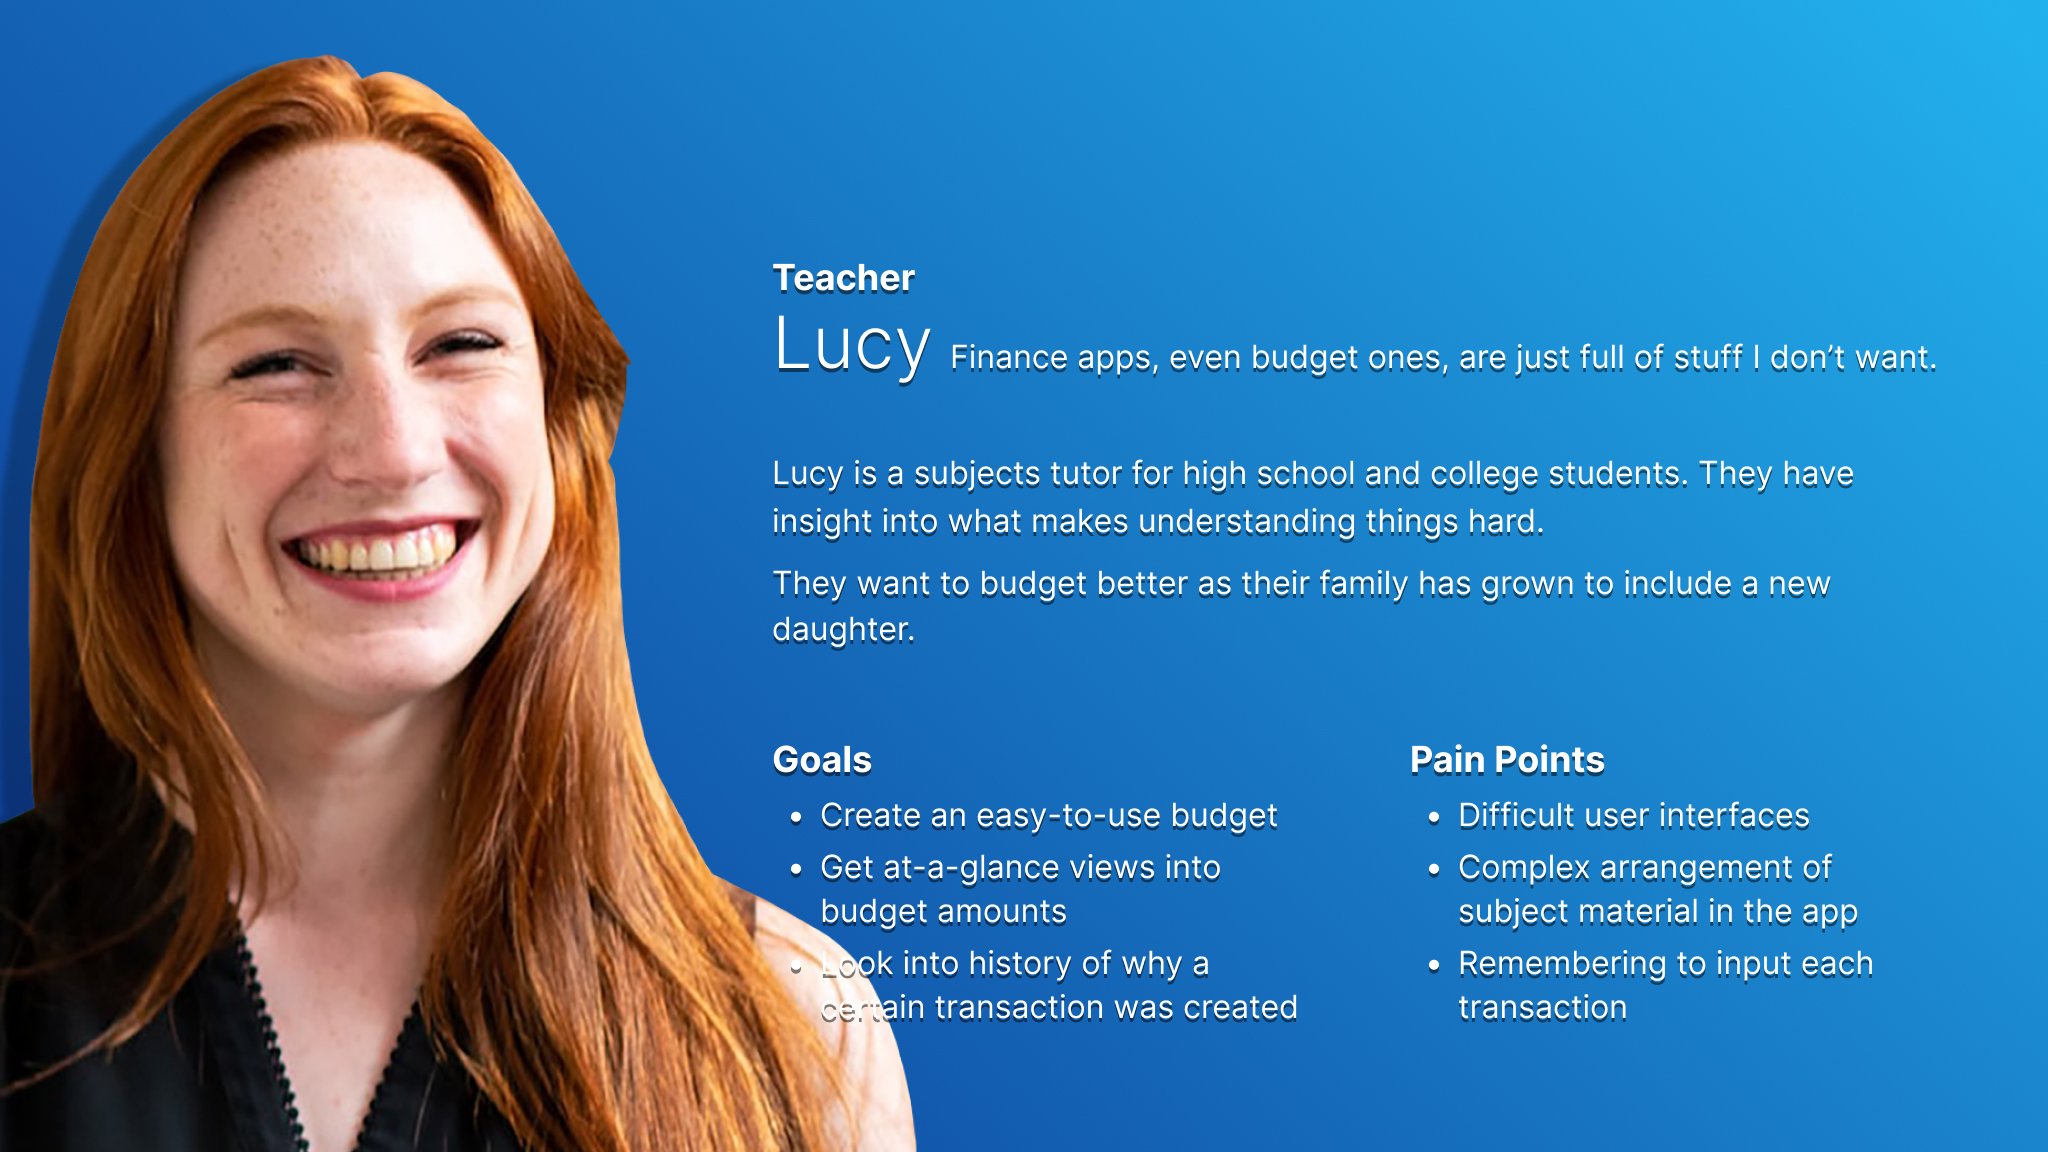 Teacher
Lucy Finance apps, even budget ones, are just full of stuff I don’t want.
Lucy is a subjects tutor for high school and college students. They have
insight into what makes understanding things hard.
They want to budget better as their family has grown to include a new
daughter.
Goals
• Create an easy-to-use budget
• Get at-a-glance views into
budget amounts
• Look into history of why a
certain transaction was created
Pain Points
• Difficult user interfaces
• Complex arrangement of
subject material in the app
• Remembering to input each
transaction